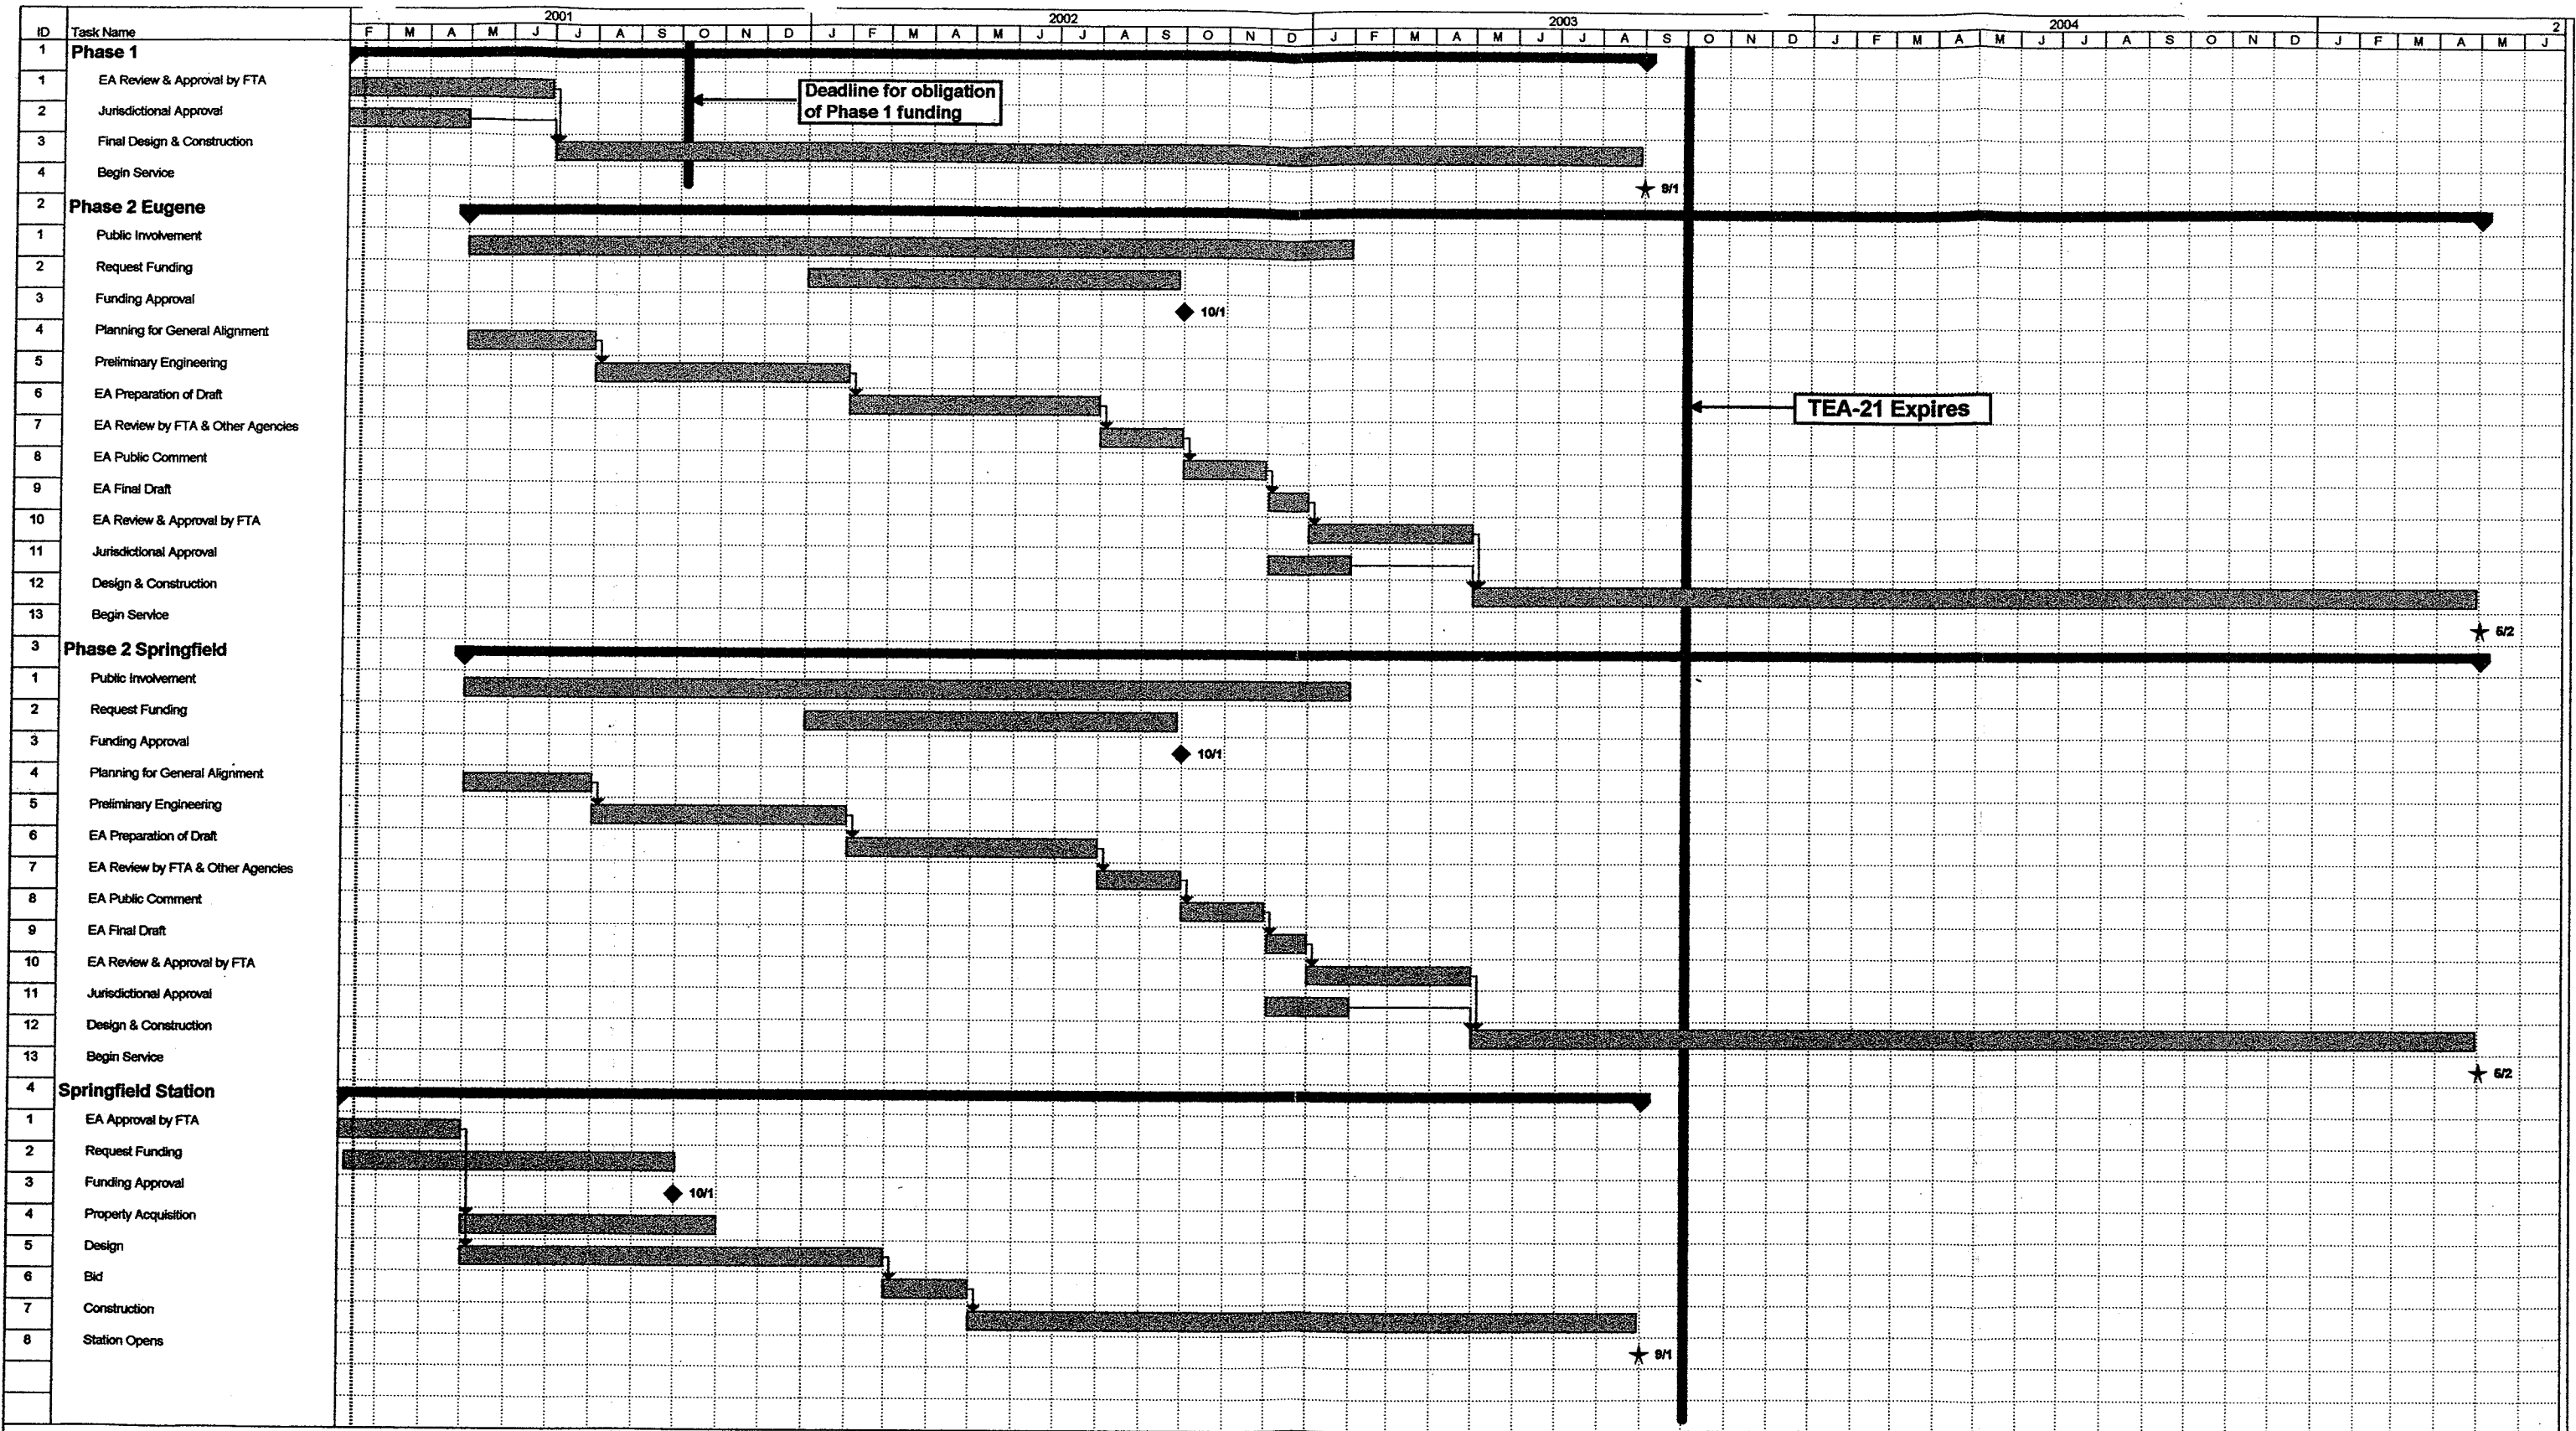 2001 2002 2003 2004 2
ID Task Name F M A M J J A S O N D J F M A M J J A S O N D J F M A M J J A S O N D J F M A M J J A S O N D J F M A M J
1 Phase 1
1 EA Review & Approval by FTA
Deadline for obligation
of Phase 1 funding
2 Jurisdictional Approval
3 Final Design & Construction
4 Begin Service
9/1
2 Phase 2 Eugene
1 Public Involvement
2 Request Funding
3 Funding Approval
10/1
4 Planning for General Alignment
5 Preliminary Engineering
6 EA Preparation of Draft
TEA-21 Expires
7 EA Review by FTA & Other Agencies
8 EA Public Comment
9 EA Final Draft
10 EA Review & Approval by FTA
11 Jurisdictional Approval
12 Design & Construction
13 Begin Service
5/2
3 Phase 2 Springfield
1 Public Involvement
2 Request Funding
3 Funding Approval
10/1
4 Planning for General Alignment
5 Preliminary Engineering
6 EA Preparation of Draft
7 EA Review by FTA & Other Agencies
8 EA Public Comment
9 EA Final Draft
10 EA Review & Approval by FTA
11 Jurisdictional Approval
12 Design & Construction
13 Begin Service
5/2
4 Springfield Station
1 EA Approval by FTA
2 Request Funding
3 Funding Approval
10/1
4 Property Acquisition
5 Design
6 Bid
7 Construction
8 Station Opens
9/1